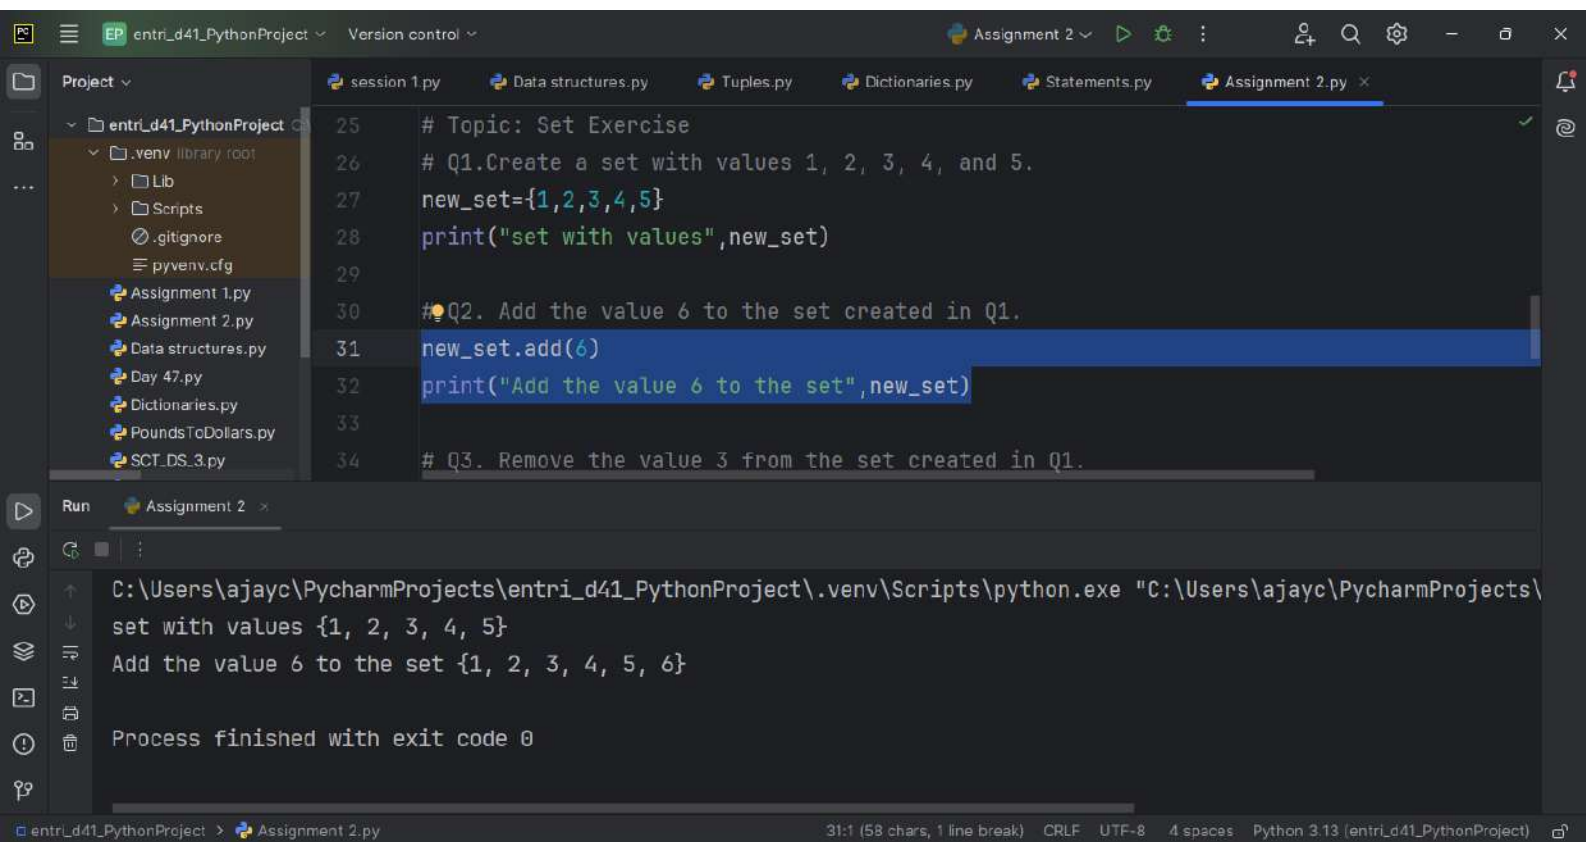 PC
EP entri_d41_PythonProject Version control Assignment 2
Project
session 1.py Data structures.py Tuples.py Dictionaries.py Statements.py Assignment 2.py
entri_d41_PythonProject
.venv library root
Lib
Scripts
.gitignore
pyvenv.cfg
Assignment 1.py
Assignment 2.py
Data structures.py
Day 47.py
Dictionaries.py
PoundsToDollars.py
SCT_DS_3.py
25 # Topic: Set Exercise
26 # Q1.Create a set with values 1, 2, 3, 4, and 5.
27 new_set={1,2,3,4,5}
28 print("set with values",new_set)
29
30 # Q2. Add the value 6 to the set created in Q1.
31 new_set.add(6)
32 print("Add the value 6 to the set",new_set)
33
34 # Q3. Remove the value 3 from the set created in Q1.
Run Assignment 2
C:\Users\ajayc\PycharmProjects\entri_d41_PythonProject\.venv\Scripts\python.exe "C:\Users\ajayc\PycharmProjects\
set with values {1, 2, 3, 4, 5}
Add the value 6 to the set {1, 2, 3, 4, 5, 6}
Process finished with exit code 0
entri_d41_PythonProject > Assignment 2.py 31:1 (58 chars, 1 line break) CRLF UTF-8 4 spaces Python 3.13 (entri_d41_PythonProject)